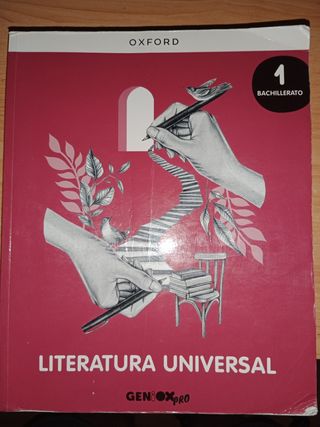 OXFORD
1
BACHILLERATO
LITERATURA UNIVERSAL
GENiOX PRO